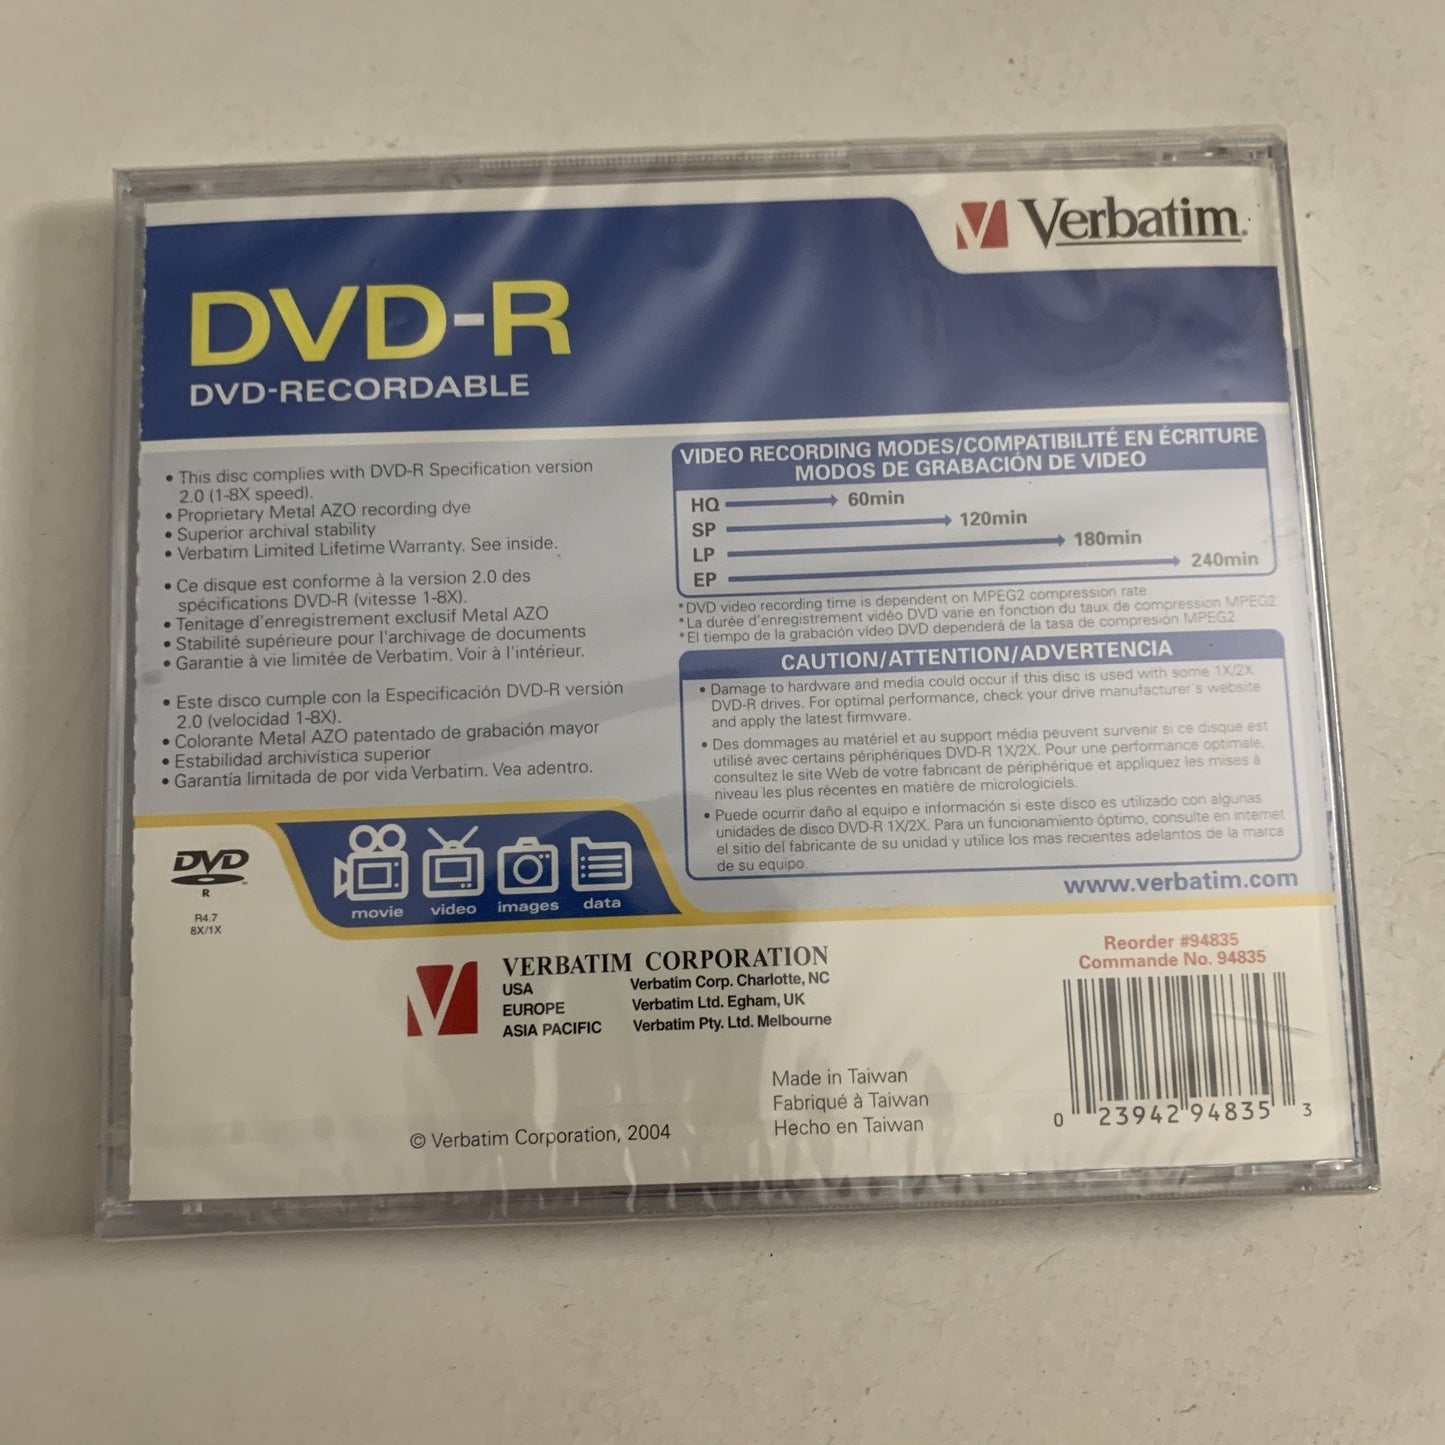 Verbatim.
DVD-R
DVD-RECORDABLE
• This disc complies with DVD-R Specification version
2.0 (1-8X speed).
• Proprietary Metal AZO recording dye
• Superior archival stability
• Verbatim Limited Lifetime Warranty. See inside.
• Ce disque est conforme à la version 2.0 des
spécifications DVD-R (vitesse 1-8X).
• Tenitage d'enregistrement exclusif Metal AZO
• Stabilité supérieure pour l'archivage de documents
• Garantie à vie limitée de Verbatim. Voir à l'intérieur.
• Este disco cumple con la Especificación DVD-R versión
2.0 (velocidad 1-8X).
• Colorante Metal AZO patentado de grabación mayor
• Estabilidad archivística superior
• Garantía limitada de por vida Verbatim. Vea adentro.
VIDEO RECORDING MODES/COMPATIBILITÉ EN ÉCRITURE
MODOS DE GRABACIÓN DE VIDEO
HQ 60min
SP 120min
LP 180min
EP 240min
*DVD video recording time is dependent on MPEG2 compression rate
*La durée d'enregistrement vidéo DVD varie en fonction du taux de compression MPEG2.
*El tiempo de la grabación vídeo DVD dependerá de la tasa de compresión MPEG2.
CAUTION/ATTENTION/ADVERTENCIA
• Damage to hardware and media could occur if this disc is used with some 1X/2X
DVD-R drives. For optimal performance, check your drive manufacturer's website
and apply the latest firmware.
• Des dommages au matériel et au support média peuvent survenir si ce disque est
utilisé avec certains périphériques DVD-R 1X/2X. Pour une performance optimale,
consultez le site Web de votre fabricant de périphérique et appliquez les mises à
niveau les plus récentes en matière de micrologiciels.
• Puede ocurrir daño al equipo e información si este disco es utilizado con algunas
unidades de disco DVD-R 1X/2X. Para un funcionamiento óptimo, consulte en internet
el sitio del fabricante de su unidad y utilice los mas recientes adelantos de la marca
de su equipo.
www.verbatim.com
DVD
R
R4.7
8X/1X
movie video images data
VERBATIM CORPORATION
USA Verbatim Corp. Charlotte, NC
EUROPE Verbatim Ltd. Egham, UK
ASIA PACIFIC Verbatim Pty. Ltd. Melbourne
Reorder #94835
Commande No. 94835
Made in Taiwan
Fabriqué à Taiwan
Hecho en Taiwan
© Verbatim Corporation, 2004
0 23942 94835 3